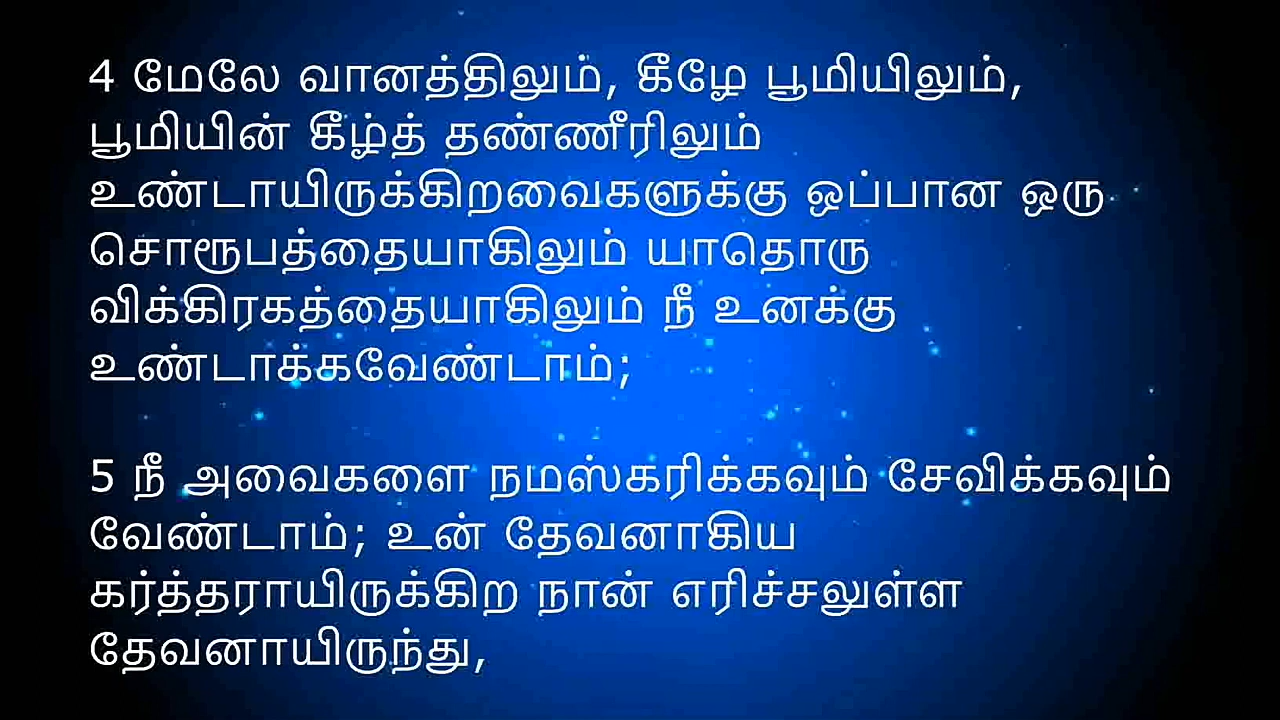 4 மேலே வானத்திலும், கீழே பூமியிலும்,
பூமியின் கீழ்த் தண்ணீரிலும்
உண்டாயிருக்கிறவைகளுக்கு ஒப்பான ஒரு
சொரூபத்தையாகிலும் யாதொரு
விக்கிரகத்தையாகிலும் நீ உனக்கு
உண்டாக்கவேண்டாம்;
5 நீ அவைகளை நமஸ்கரிக்கவும் சேவிக்கவும்
வேண்டாம்; உன் தேவனாகிய
கர்த்தராயிருக்கிற நான் எரிச்சலுள்ள
தேவனாயிருந்து,